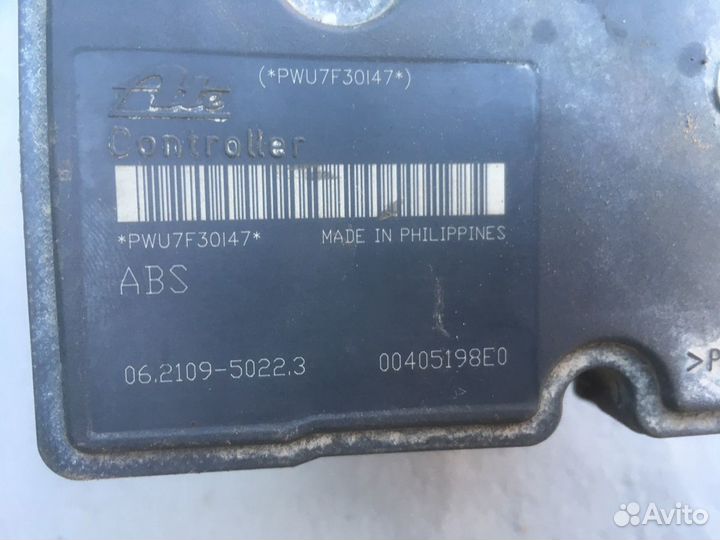 (*PWU7F30147*)
Ate
Controller
*PWU7F30147*
MADE IN PHILIPPINES
ABS
06.2109-5022.3
00405198E0
>P
Avito